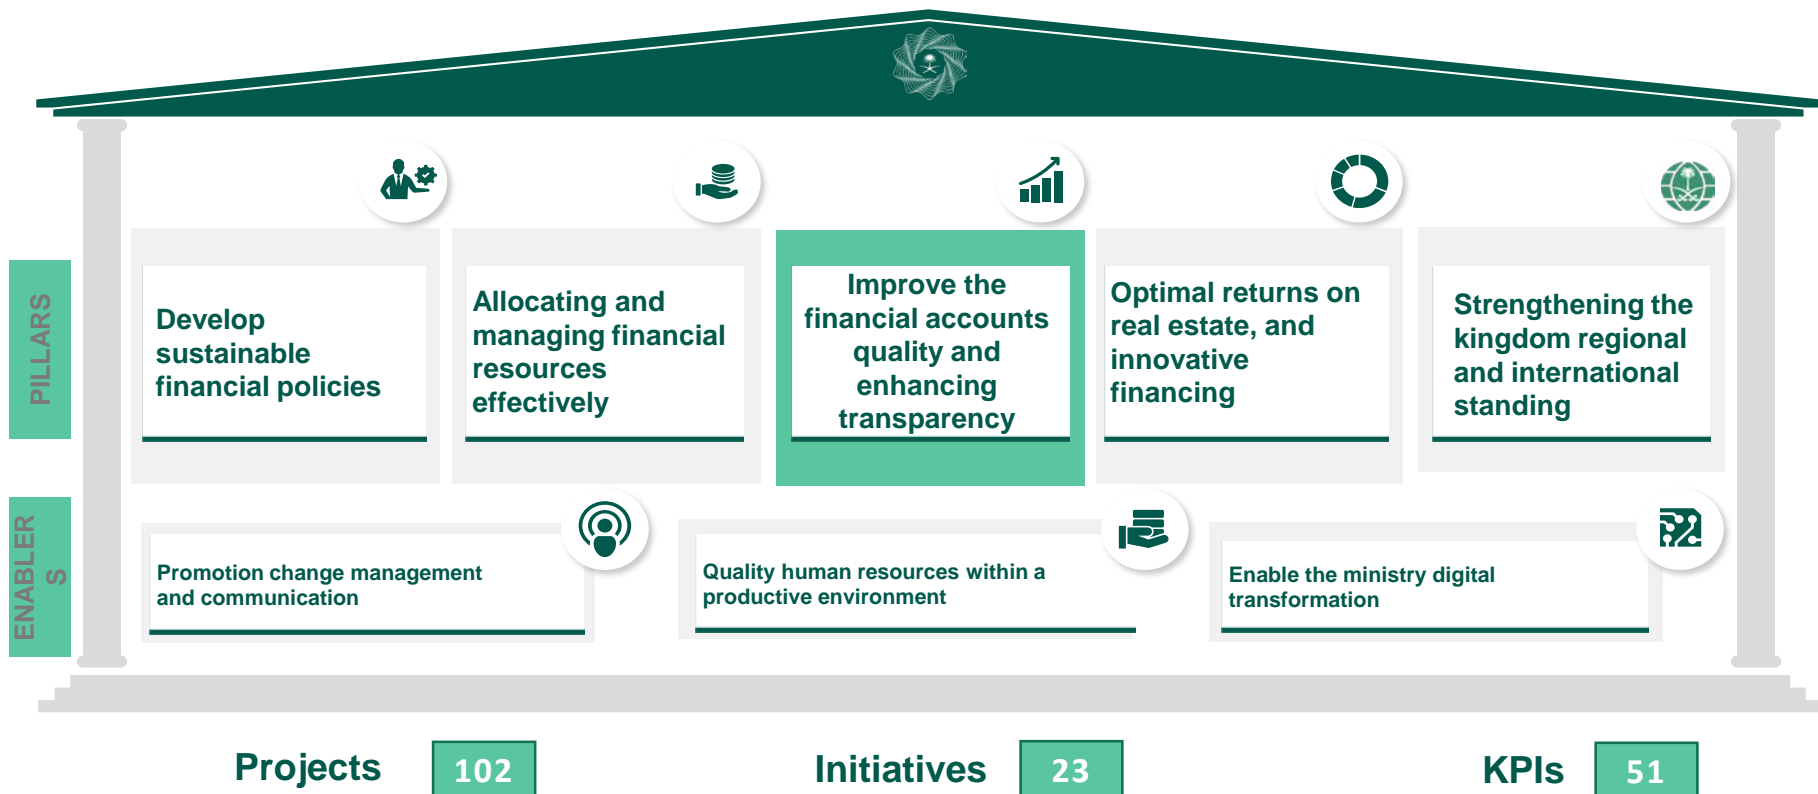 PILLARS
Develop
sustainable
financial policies
Allocating and
managing financial
resources
effectively
Improve the
financial accounts
quality and
enhancing
transparency
Optimal returns on
real estate, and
innovative
financing
Strengthening the
kingdom regional
and international
standing
ENABLER
S
Promotion change management
and communication
Quality human resources within a
productive environment
Enable the ministry digital
transformation
Projects 102
Initiatives 23
KPIs 51